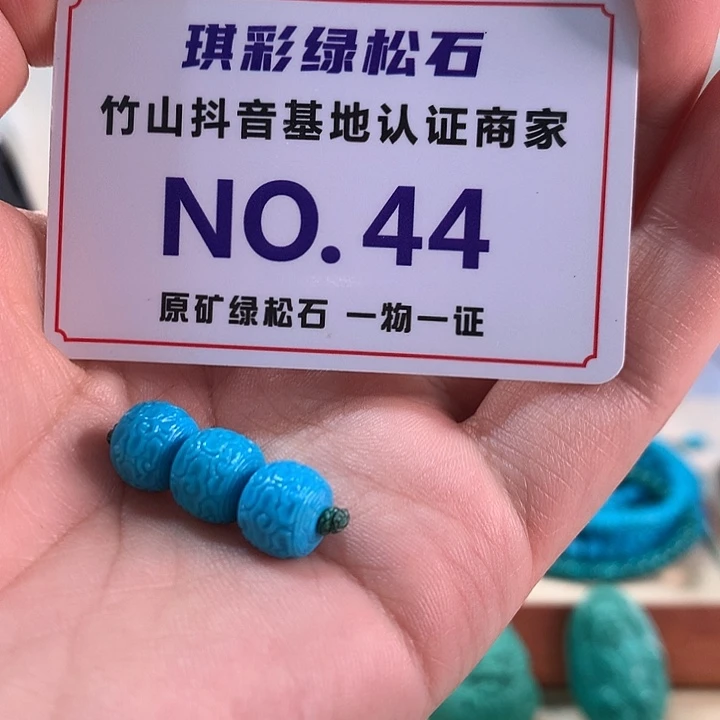 琪彩绿松石
竹山抖音基地认证商家
NO. 44
原矿绿松石 一物一证